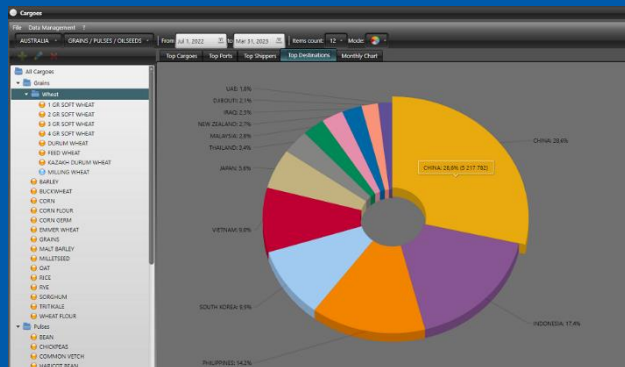 Cargoes
File Data Management ?
AUSTRALIA GRAINS / PULSES / OILSEEDS From Jul 1, 2022 to Mar 31, 2023 Items count: 12 Mode:
Top Cargoes Top Ports Top Shippers Top Destinations Monthly Chart
All Cargoes
Grains
Wheat
1 GR SOFT WHEAT
2 GR SOFT WHEAT
3 GR SOFT WHEAT
4 GR SOFT WHEAT
DURUM WHEAT
FEED WHEAT
KAZAKH DURUM WHEAT
MILLING WHEAT
BARLEY
BUCKWHEAT
CORN
CORN FLOUR
CORN GERM
EMMER WHEAT
GRAINS
MALT BARLEY
MILLETSEED
OAT
RICE
RYE
SORGHUM
TRITIKALE
WHEAT FLOUR
Pulses
BEAN
CHICKPEAS
COMMON VETCH
HARICOT BEAN
UAE: 1,8%
DJIBOUTI: 2,1%
IRAQ: 2,5%
NEW ZEALAND: 2,7%
MALAYSIA: 2,8%
THAILAND: 3,4%
JAPAN: 5,6%
VIETNAM: 9,0%
SOUTH KOREA: 9,9%
PHILIPPINES: 14,2%
CHINA: 28,6%
CHINA: 28,6% (5 217 782)
INDONESIA: 17,4%